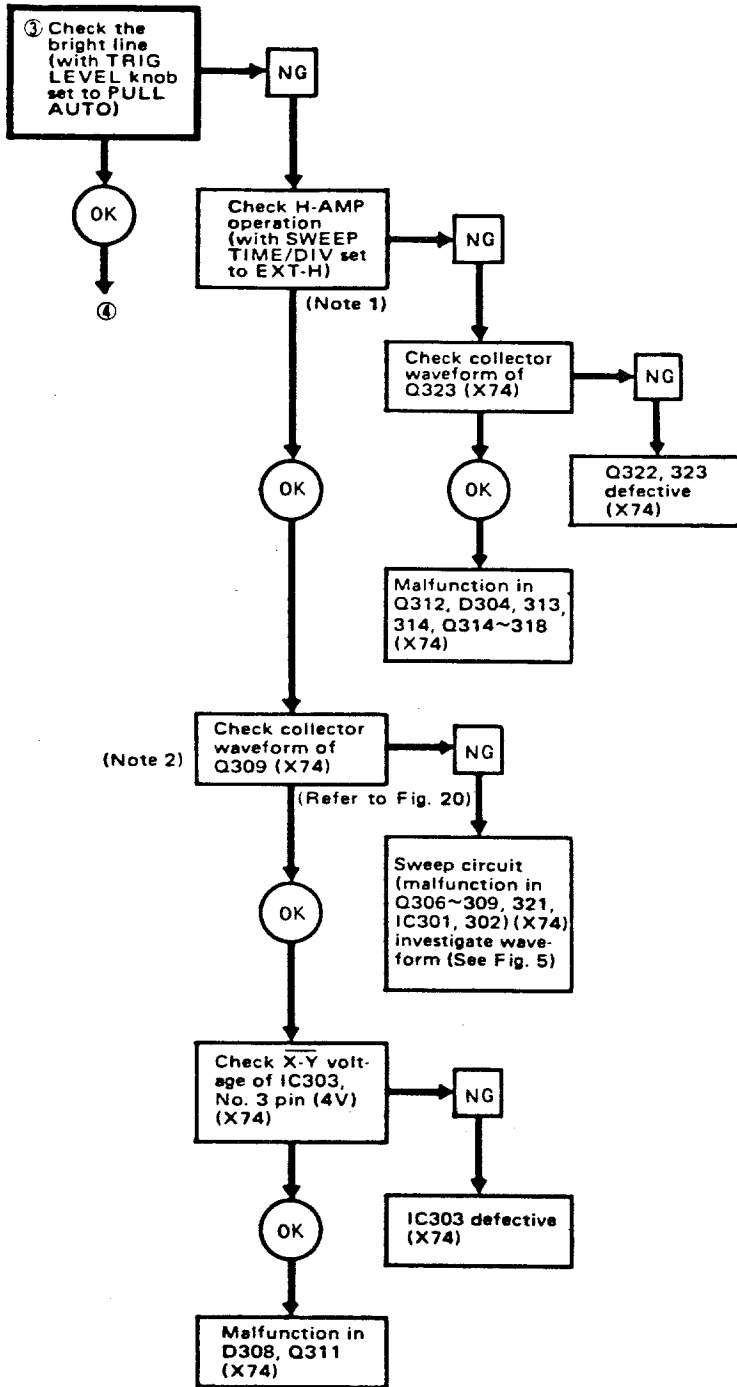 ③ Check the
bright line
(with TRIG
LEVEL knob
set to PULL
AUTO)
NG
OK
④
Check H-AMP
operation
(with SWEEP
TIME/DIV set
to EXT-H)
NG
(Note 1)
Check collector
waveform of
Q323 (X74)
NG
OK
OK
Q322, 323
defective
(X74)
Malfunction in
Q312, D304, 313,
314, Q314~318
(X74)
(Note 2)
Check collector
waveform of
Q309 (X74)
NG
(Refer to Fig. 20)
OK
Sweep circuit
(malfunction in
Q306~309, 321,
IC301, 302) (X74)
investigate wave-
form (See Fig. 5)
Check X-Y volt-
age of IC303,
No. 3 pin (4V)
(X74)
NG
OK
IC303 defective
(X74)
Malfunction in
D308, Q311
(X74)